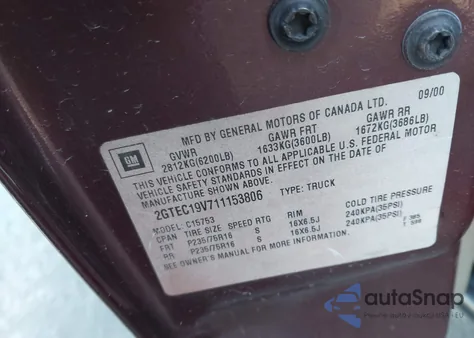 09/00
MFD BY GENERAL MOTORS OF CANADA LTD.
GVWR GAWR FRT GAWR RR
2812KG(6200LB) 1633KG(3600LB) 1672KG(3686LB)
THIS VEHICLE CONFORMS TO ALL APPLICABLE U.S. FEDERAL MOTOR
VEHICLE SAFETY STANDARDS IN EFFECT ON THE DATE OF
MANUFACTURE SHOWN ABOVE.
GM
2GTEC19V711153806 TYPE: TRUCK
MODEL: C15753
CPAN TIRE SIZE SPEED RTG RIM COLD TIRE PRESSURE
FRT P235/75R16 S 16X6.5J 240KPA(35PSI)
RR P235/75R16 S 16X6.5J 240KPA(35PSI)
SEE OWNER'S MANUAL FOR MORE INFORMATION.
autoSnap